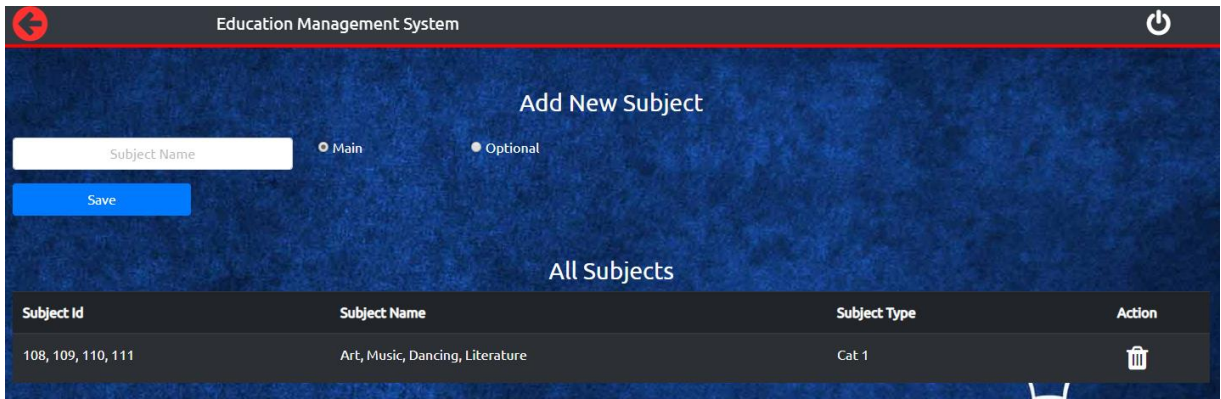 Education Management System
Add New Subject
Subject Name Main Optional
Save
All Subjects
Subject Id Subject Name Subject Type Action
108, 109, 110, 111 Art, Music, Dancing, Literature Cat 1